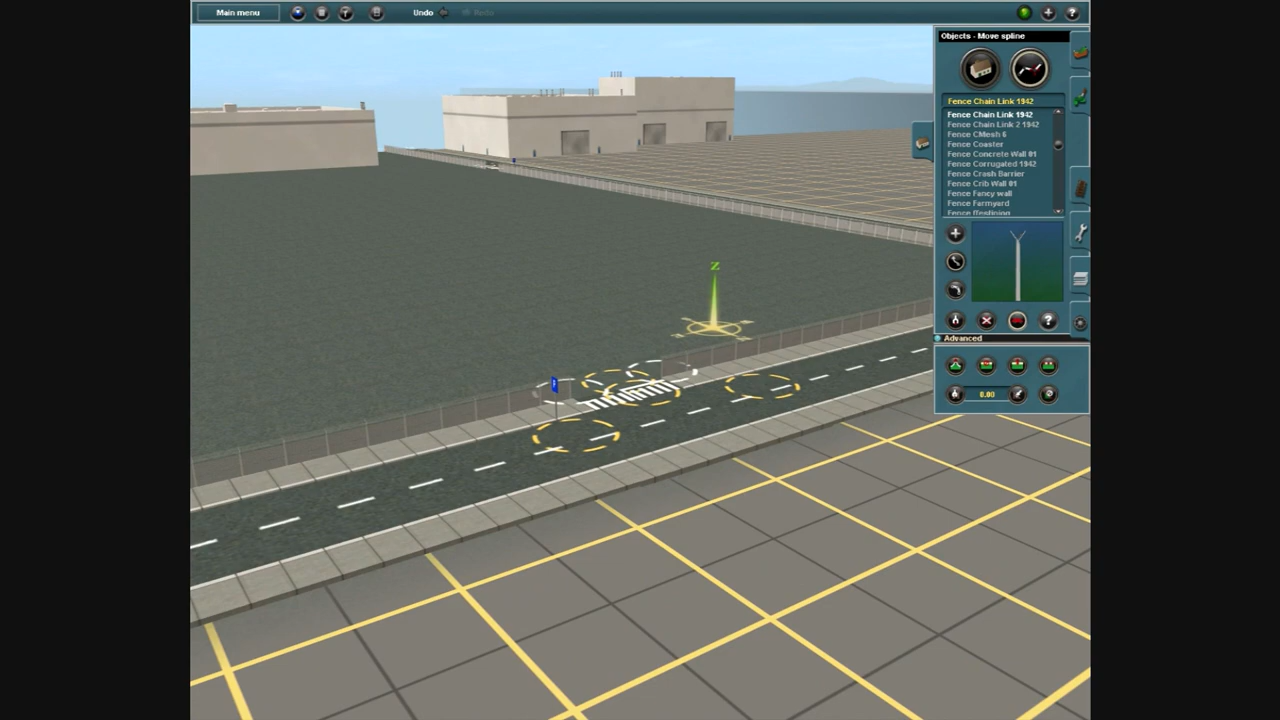 Main menu
Undo
Redo
Objects - Move spline
Fence Chain Link 1942
Fence Chain Link 1942
Fence Chain Link 2 1942
Fence CMesh 6
Fence Coaster
Fence Concrete Wall 01
Fence Corrugated 1942
Fence Crash Barrier
Fence Crib Wall 01
Fence Fancy wall
Fence Farmyard
?
?
Z
Advanced
0.00